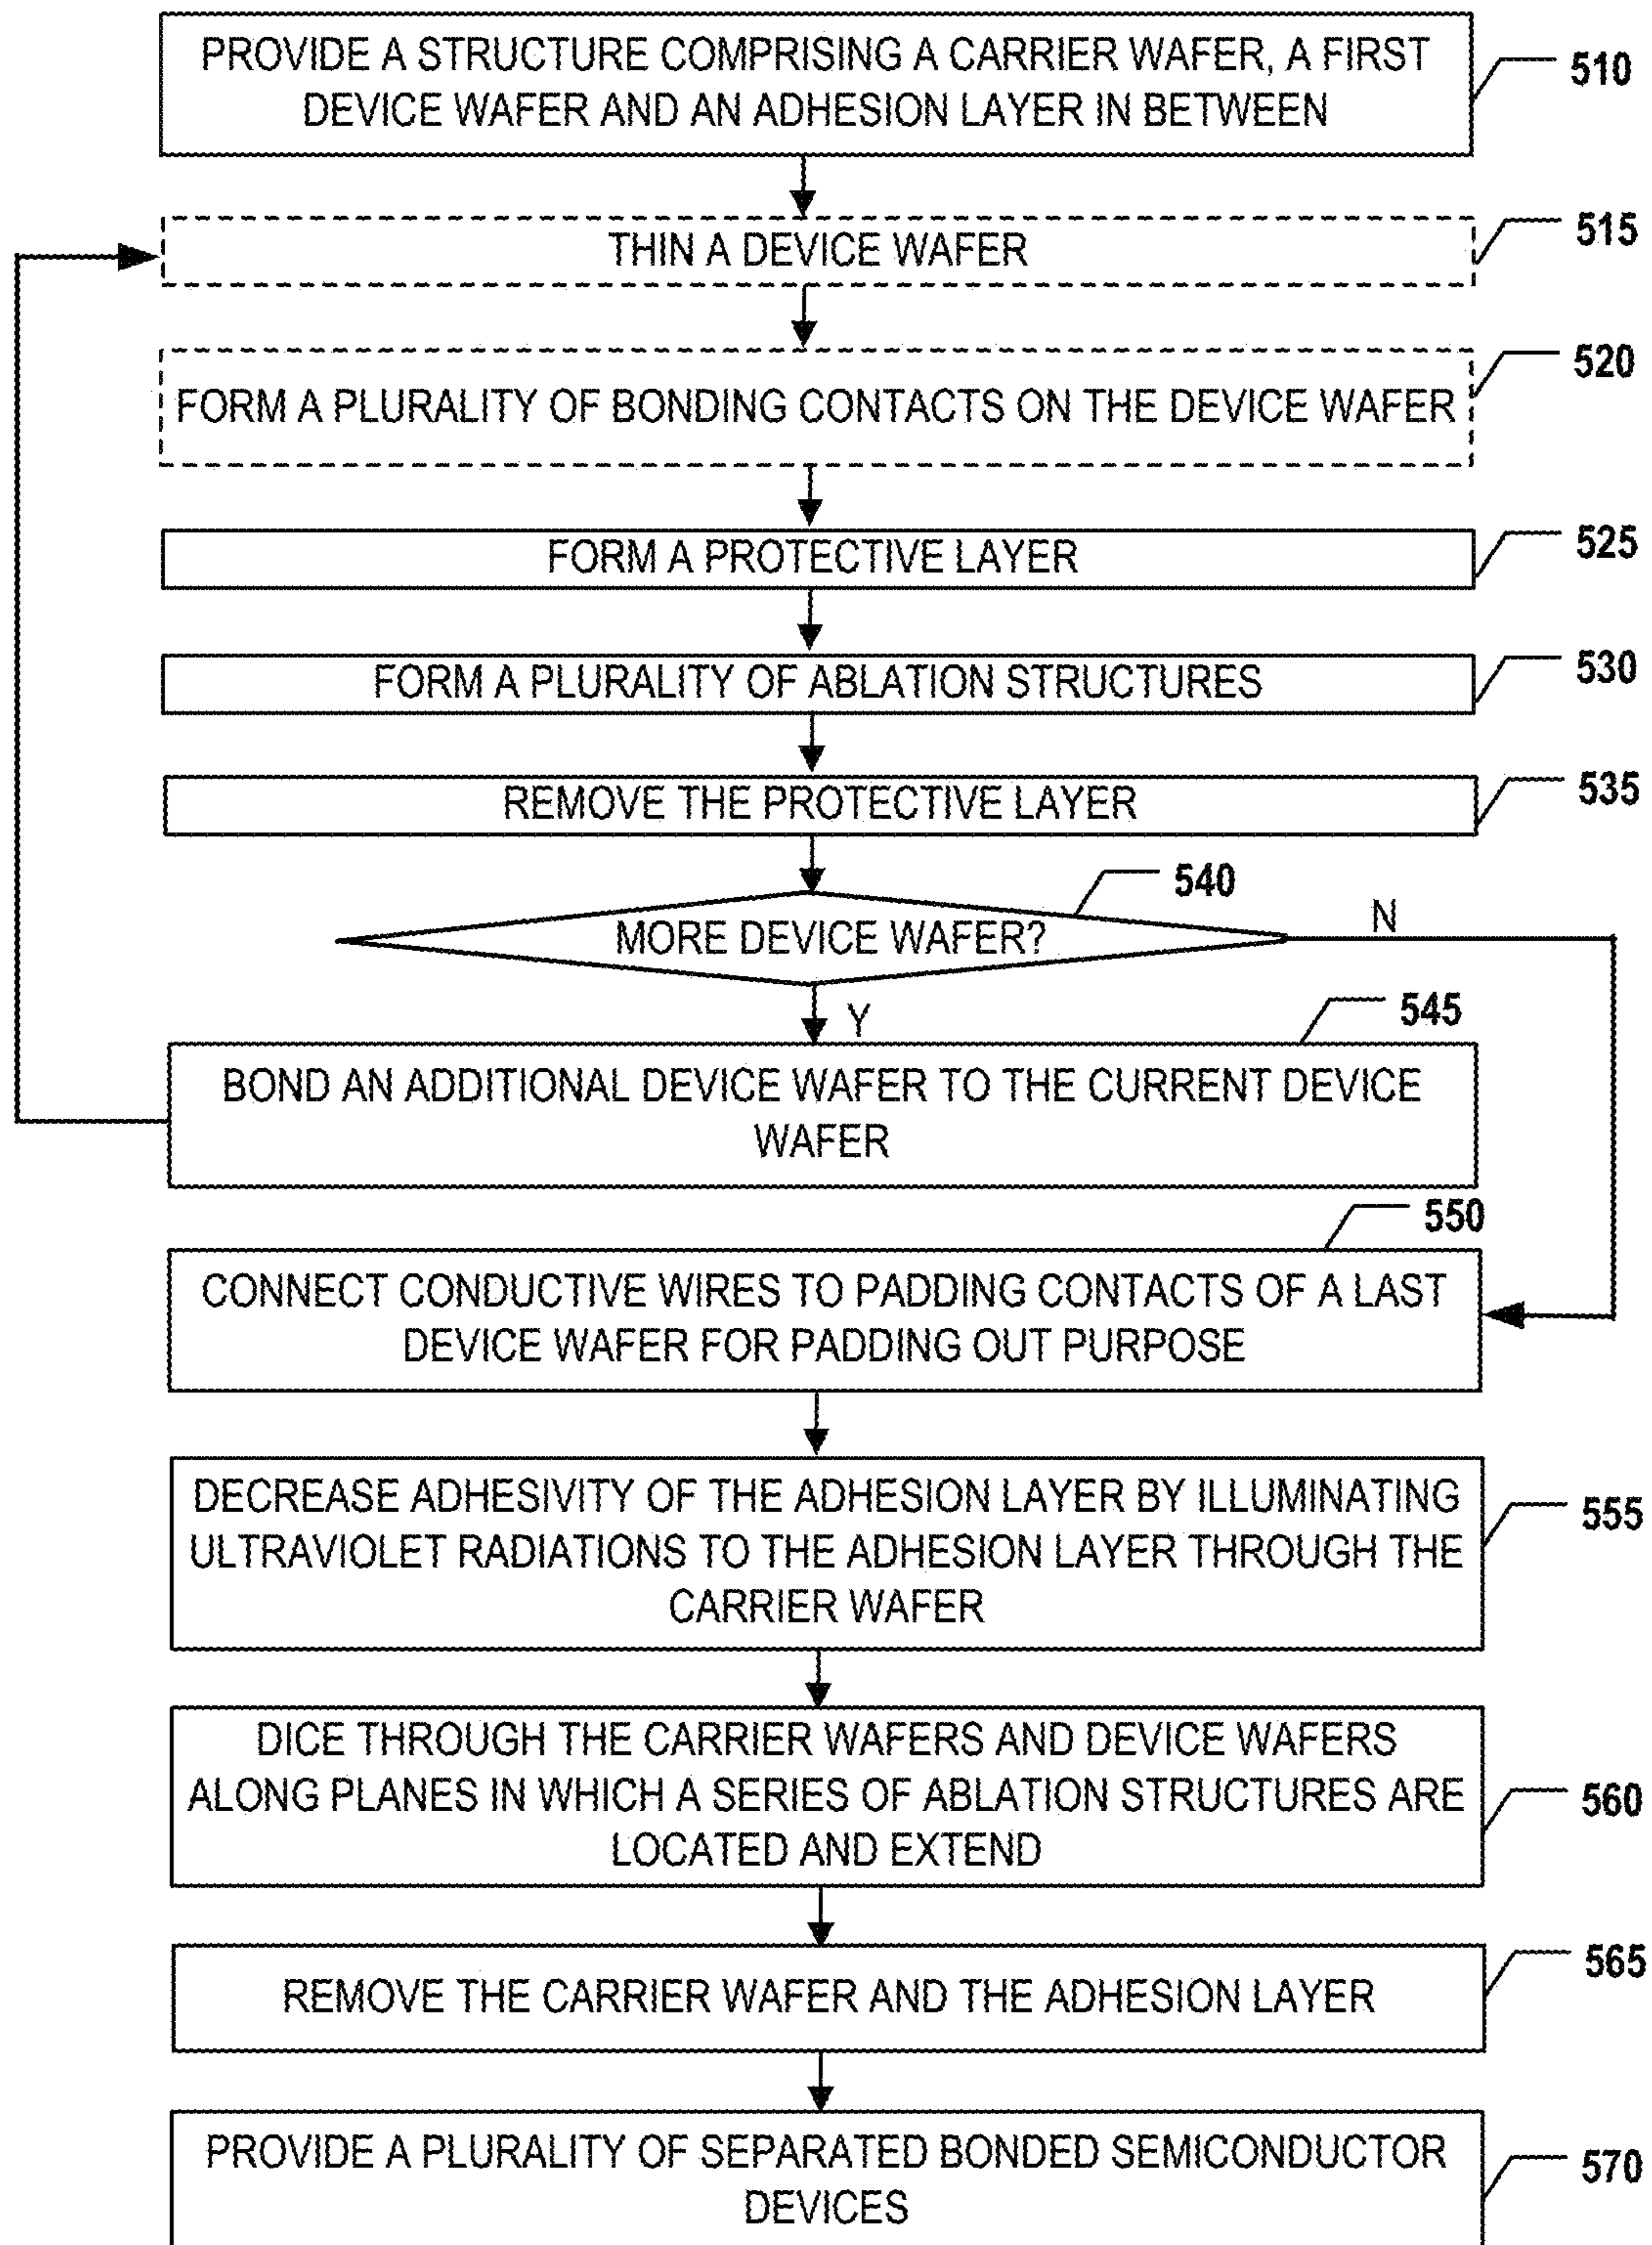 PROVIDE A STRUCTURE COMPRISING A CARRIER WAFER, A FIRST
DEVICE WAFER AND AN ADHESION LAYER IN BETWEEN
510
THIN A DEVICE WAFER
515
FORM A PLURALITY OF BONDING CONTACTS ON THE DEVICE WAFER
520
FORM A PROTECTIVE LAYER
525
FORM A PLURALITY OF ABLATION STRUCTURES
530
REMOVE THE PROTECTIVE LAYER
535
540
MORE DEVICE WAFER?
N
Y
545
BOND AN ADDITIONAL DEVICE WAFER TO THE CURRENT DEVICE
WAFER
550
CONNECT CONDUCTIVE WIRES TO PADDING CONTACTS OF A LAST
DEVICE WAFER FOR PADDING OUT PURPOSE
DECREASE ADHESIVITY OF THE ADHESION LAYER BY ILLUMINATING
ULTRAVIOLET RADIATIONS TO THE ADHESION LAYER THROUGH THE
CARRIER WAFER
555
DICE THROUGH THE CARRIER WAFERS AND DEVICE WAFERS
ALONG PLANES IN WHICH A SERIES OF ABLATION STRUCTURES ARE
LOCATED AND EXTEND
560
REMOVE THE CARRIER WAFER AND THE ADHESION LAYER
565
PROVIDE A PLURALITY OF SEPARATED BONDED SEMICONDUCTOR
DEVICES
570